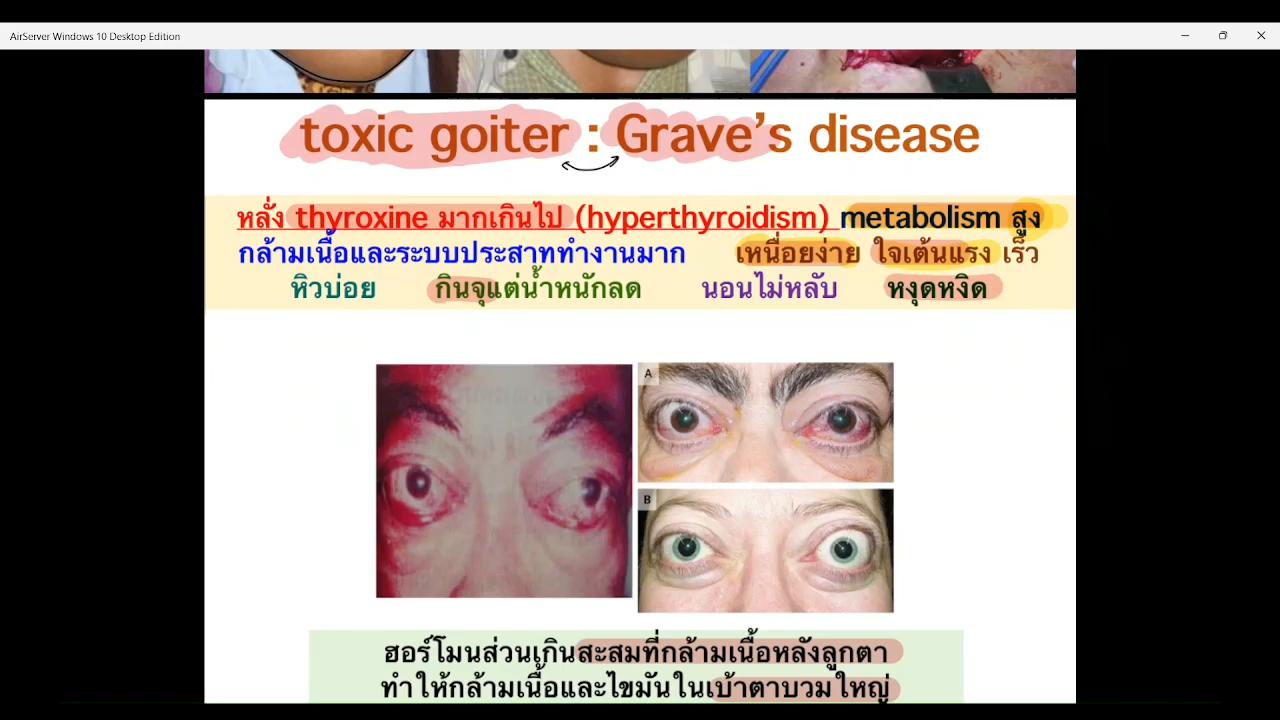 AirServer Windows 10 Desktop Edition
toxic goiter : Grave's disease
หลั่ง thyroxine มากเกินไป (hyperthyroidism) metabolism สูง
กล้ามเนื้อและระบบประสาททำงานมาก เหนื่อยง่าย ใจเต้นแรง เร็ว
หิวบ่อย กินจุแต่น้ำหนักลด นอนไม่หลับ หงุดหงิด
A
B
ฮอร์โมนส่วนเกินสะสมที่กล้ามเนื้อหลังลูกตา
ทำให้กล้ามเนื้อและไขมันในเบ้าตาบวมใหญ่